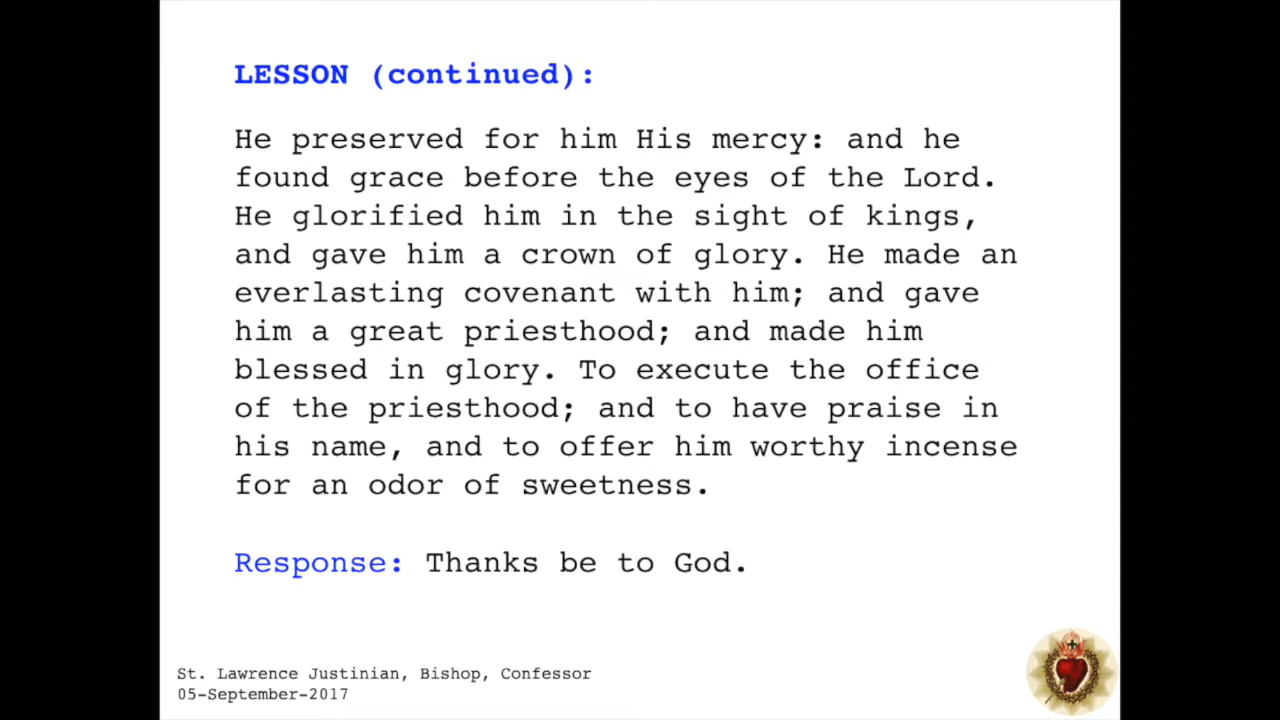 LESSON (continued):
He preserved for him His mercy: and he
found grace before the eyes of the Lord.
He glorified him in the sight of kings,
and gave him a crown of glory. He made an
everlasting covenant with him; and gave
him a great priesthood; and made him
blessed in glory. To execute the office
of the priesthood; and to have praise in
his name, and to offer him worthy incense
for an odor of sweetness.
Response: Thanks be to God.
St. Lawrence Justinian, Bishop, Confessor
05-September-2017